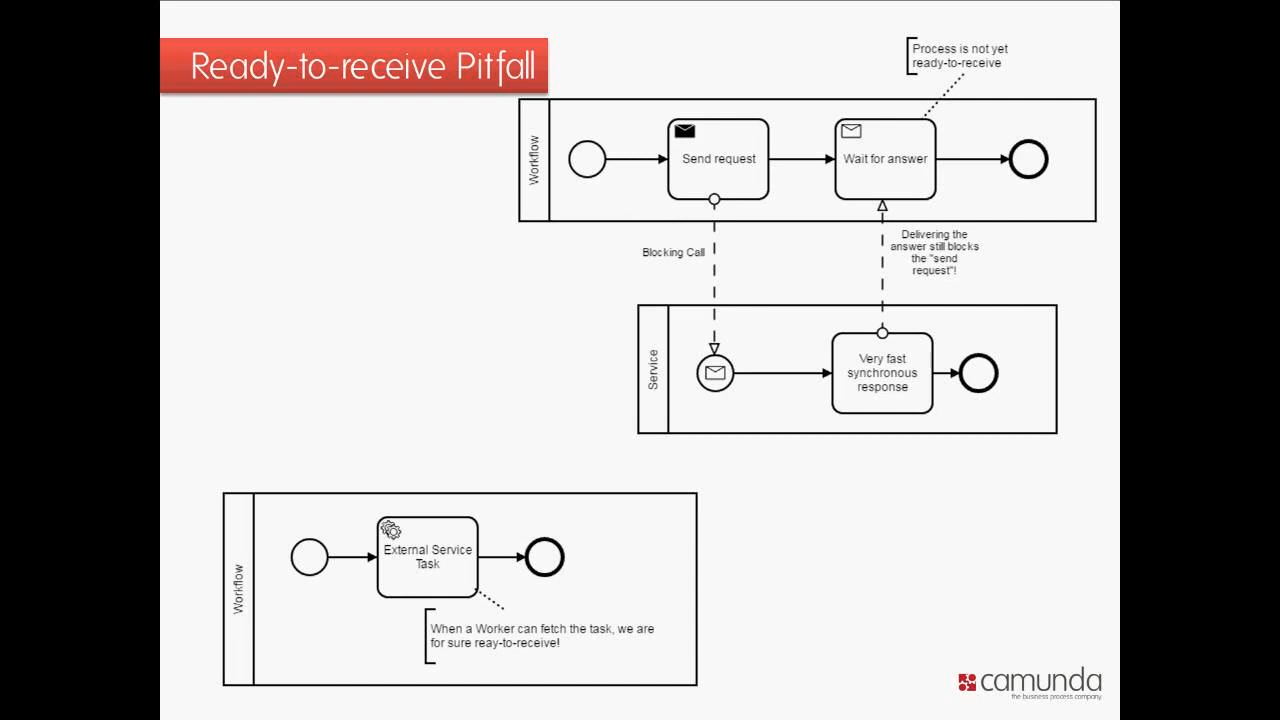 Ready-to-receive Pitfall
Process is not yet
ready-to-receive
Workflow
Send request
Wait for answer
Blocking Call
Delivering the
answer still blocks
the "send
request"!
Service
Very fast
synchronous
response
Workflow
External Service
Task
When a Worker can fetch the task, we are
for sure reay-to-receive!
camunda
the business process company